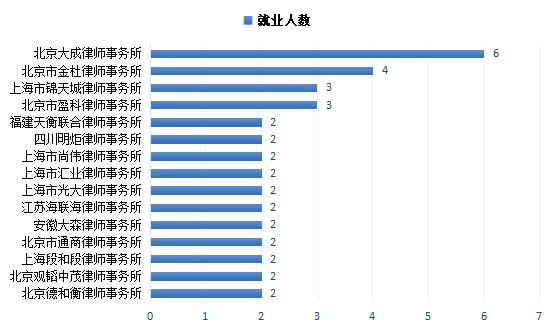 就业人数
北京大成律师事务所 6
北京市金杜律师事务所 4
上海市锦天城律师事务所 3
北京市盈科律师事务所 3
福建天衡联合律师事务所 2
四川明炬律师事务所 2
上海市尚伟律师事务所 2
上海市汇业律师事务所 2
上海市光大律师事务所 2
江苏海联海律师事务所 2
安徽大森律师事务所 2
北京市通商律师事务所 2
上海段和段律师事务所 2
北京观韬中茂律师事务所 2
北京德和衡律师事务所 2
0 1 2 3 4 5 6 7